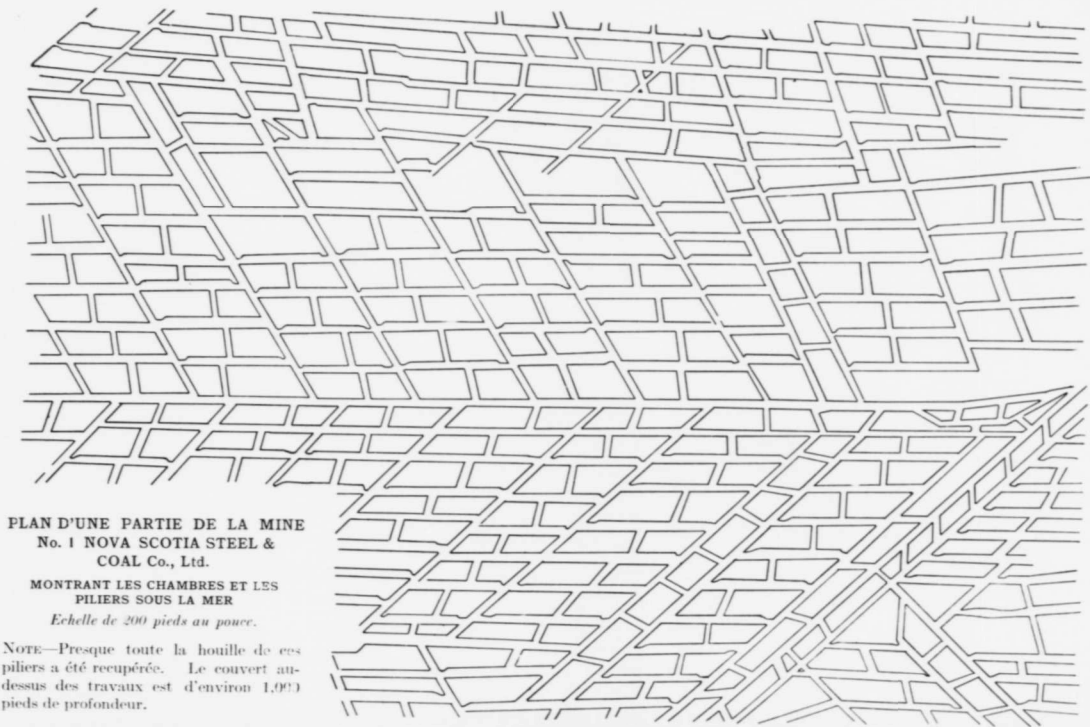 PLAN D'UNE PARTIE DE LA MINE
No. 1 NOVA SCOTIA STEEL &
COAL Co., Ltd.
MONTRANT LES CHAMBRES ET LES
PILIERS SOUS LA MER
Echelle de 200 pieds au pouce.
NOTE—Presque toute la houille de ces
piliers a été recupérée. Le couvert au-
dessus des travaux est d'environ 1,000
pieds de profondeur.